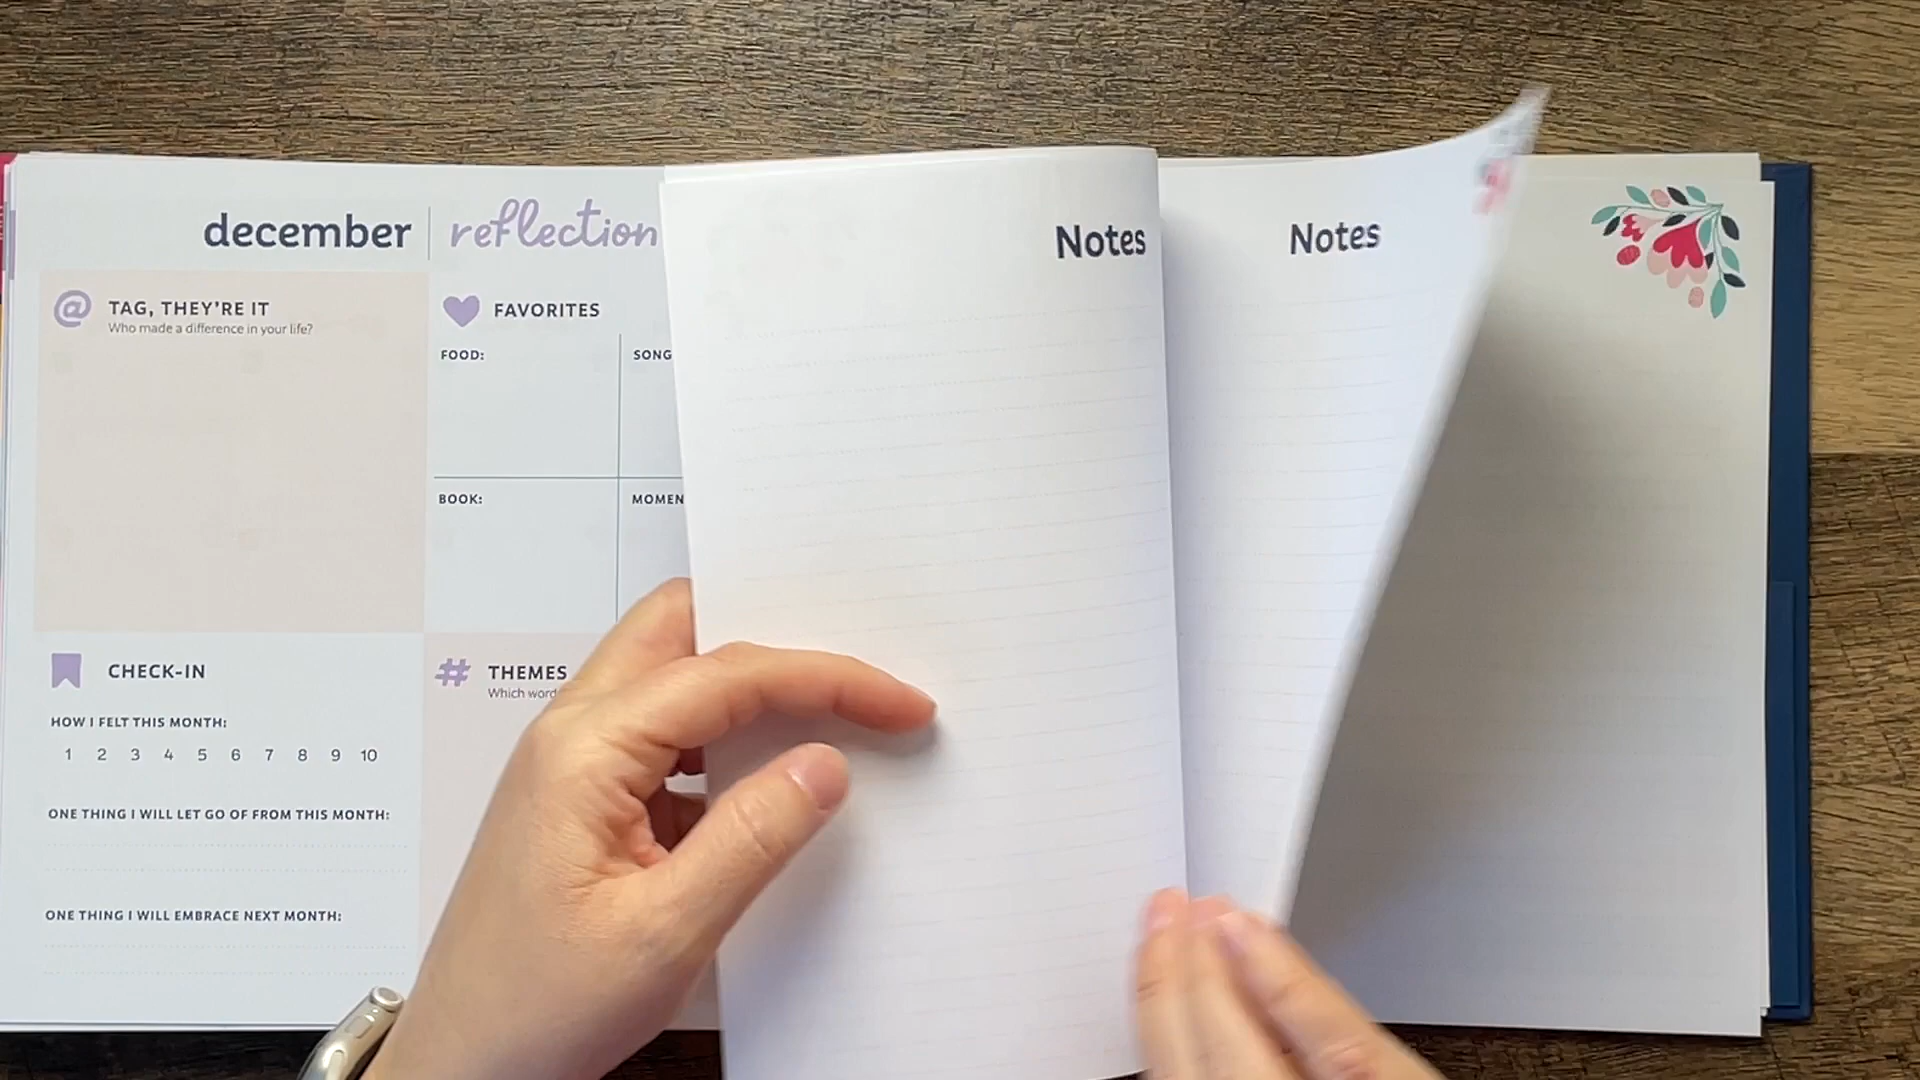 december | reflection
TAG, THEY'RE IT
Who made a difference in your life?
FAVORITES
FOOD:
SONG
BOOK:
MOMEN
CHECK-IN
HOW I FELT THIS MONTH:
1 2 3 4 5 6 7 8 9 10
ONE THING I WILL LET GO OF FROM THIS MONTH:
ONE THING I WILL EMBRACE NEXT MONTH:
# THEMES
Which word
Notes
Notes